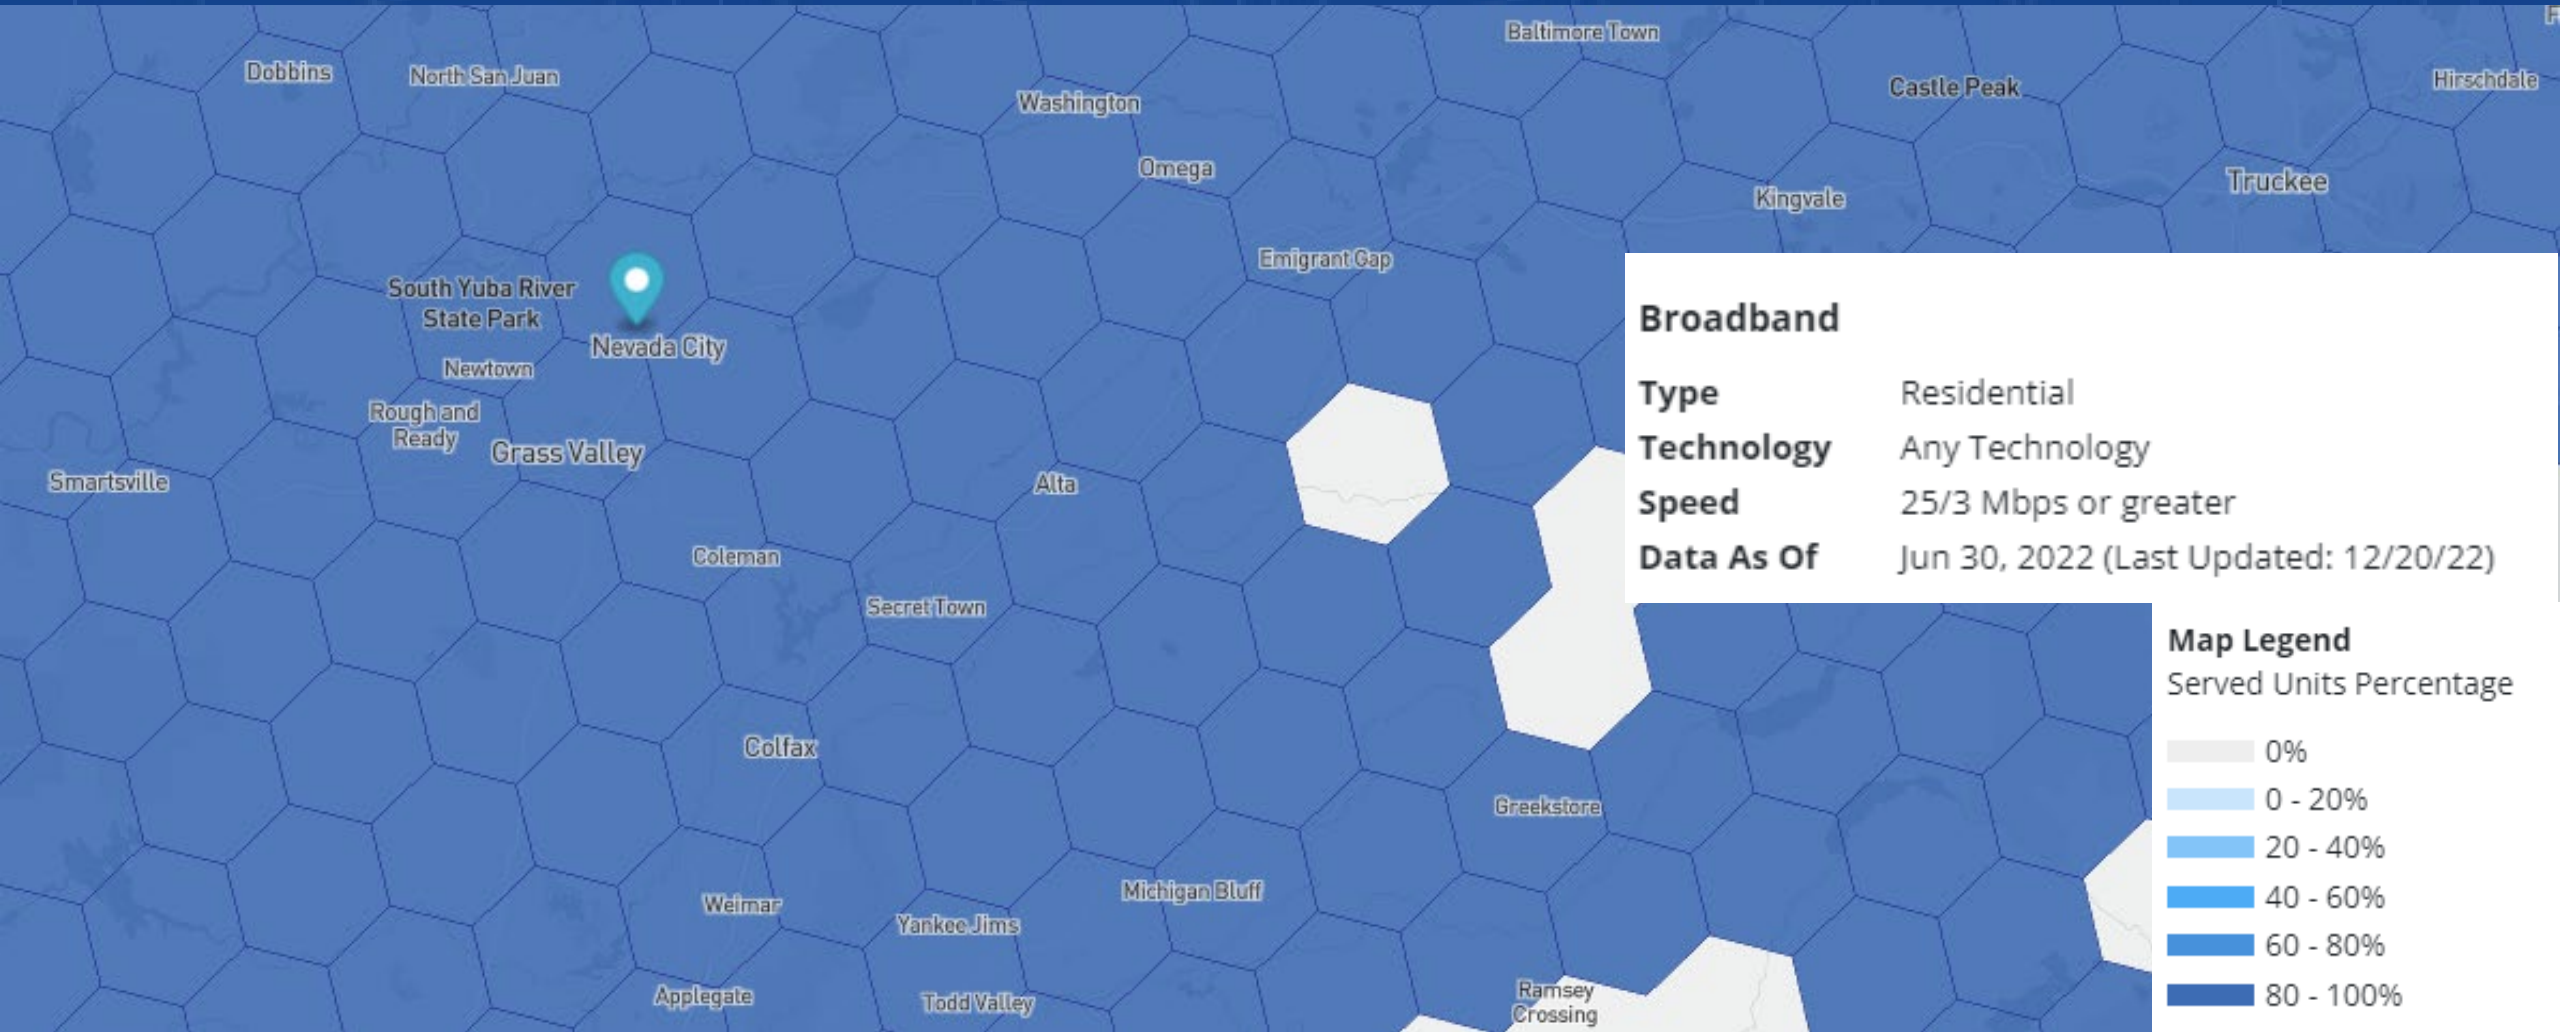 Baltimore Town
Dobbins
North San Juan
Castle Peak
Hirschdale
Washington
Omega
Truckee
Kingvale
Emigrant Gap
South Yuba River
State Park
Nevada City
Newtown
Rough and
Ready
Grass Valley
Smartsville
Alta
Coleman
Secret Town
Colfax
Greekstore
Michigan Bluff
Weimar
Yankee Jims
Applegate
Todd Valley
Ramsey
Crossing
Broadband
Type Residential
Technology Any Technology
Speed 25/3 Mbps or greater
Data As Of Jun 30, 2022 (Last Updated: 12/20/22)
Map Legend
Served Units Percentage
0%
0 - 20%
20 - 40%
40 - 60%
60 - 80%
80 - 100%